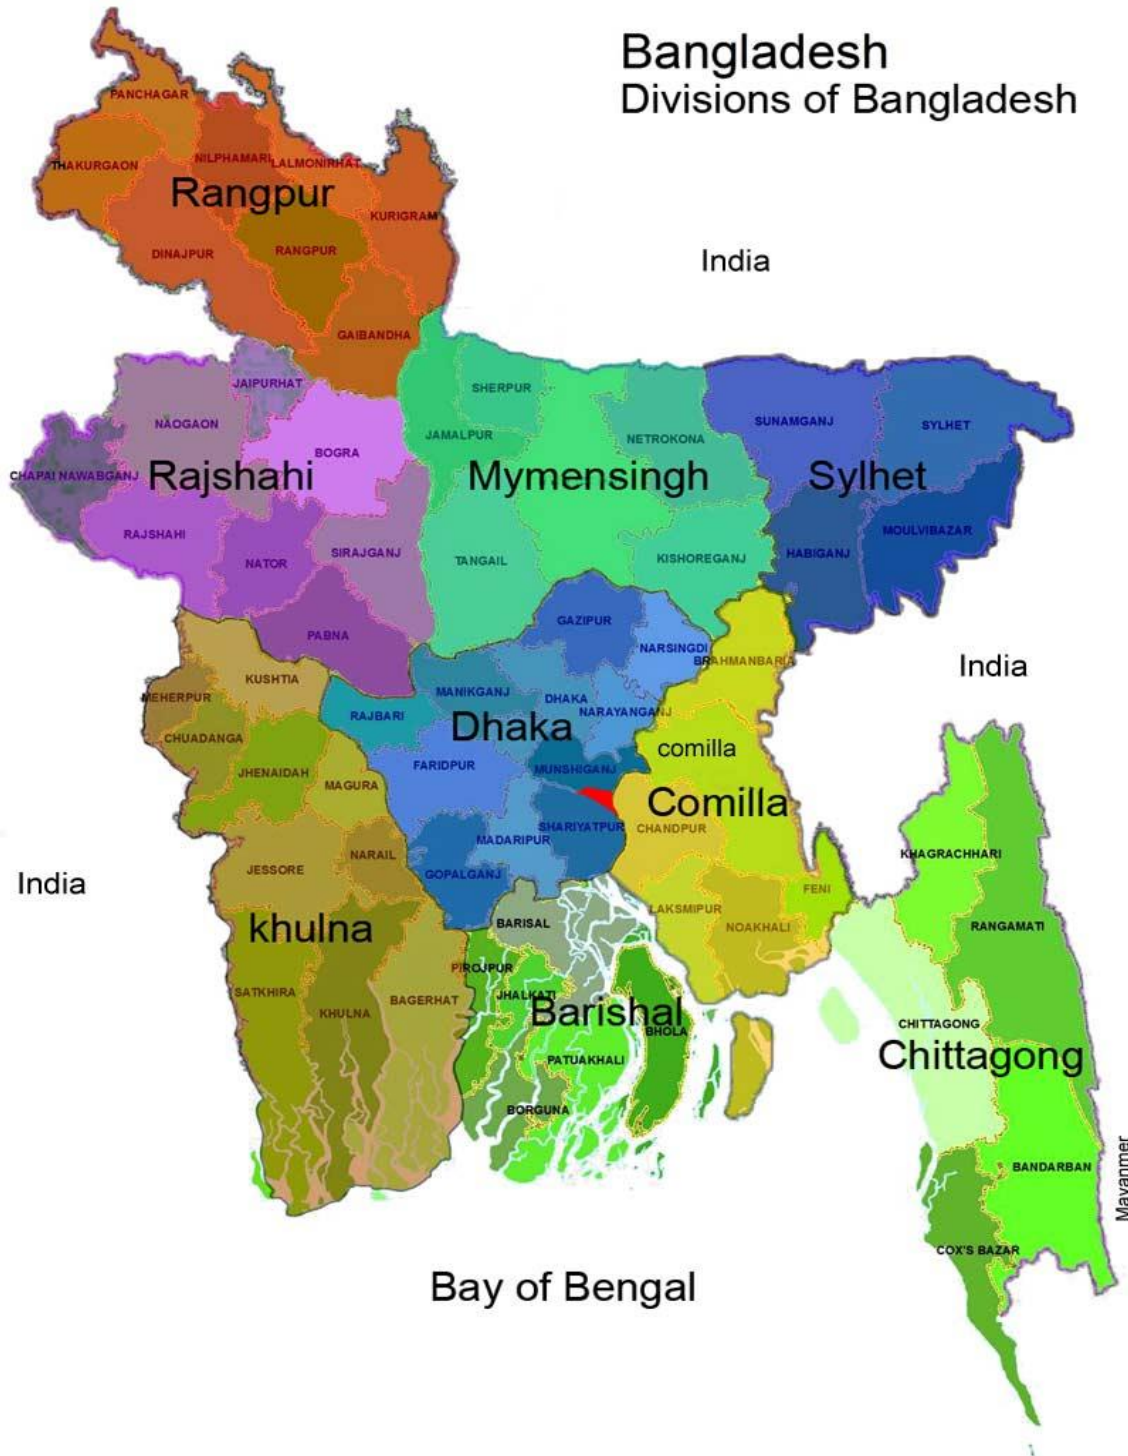 Bangladesh
Divisions of Bangladesh
PANCHAGAR
THAKURGAON
NILPHAMARI
LALMONIRHAT
Rangpur
KURIGRAM
DINAJPUR
RANGPUR
India
GAIBANDHA
JAIPURHAT
SHERPUR
NAOGAON
SUNAMGANJ
SYLHET
JAMALPUR
NETROKONA
BOGRA
CHAPAI NAWABGANJ
Rajshahi
Mymensingh
Sylhet
RAJSHAHI
MOULVIBAZAR
SIRAJGANJ
HABIGANJ
NATOR
TANGAIL
KISHOREGANJ
GAZIPUR
PABNA
NARSINGDI
BRAHMANBARIA
India
KUSHTIA
MEHERPUR
MANIKGANJ
DHAKA
NARAYANGANJ
RAJBARI
Dhaka
CHUADANGA
comilla
FARIDPUR
MUNSHIGANJ
JHENAIDAH
MAGURA
Comilla
SHARIYATPUR
CHANDPUR
MADARIPUR
NARAIL
KHAGRACHHARI
JESSORE
GOPALGANJ
India
FENI
LAKSMIPUR
BARISAL
NOAKHALI
RANGAMATI
khulna
PIROJPUR
SATKHIRA
JHALKATI
BAGERHAT
KHULNA
Barishal
BHOLA
CHITTAGONG
Chittagong
PATUAKHALI
BORGUNA
BANDARBAN
Mayanmer
COX'S BAZAR
Bay of Bengal